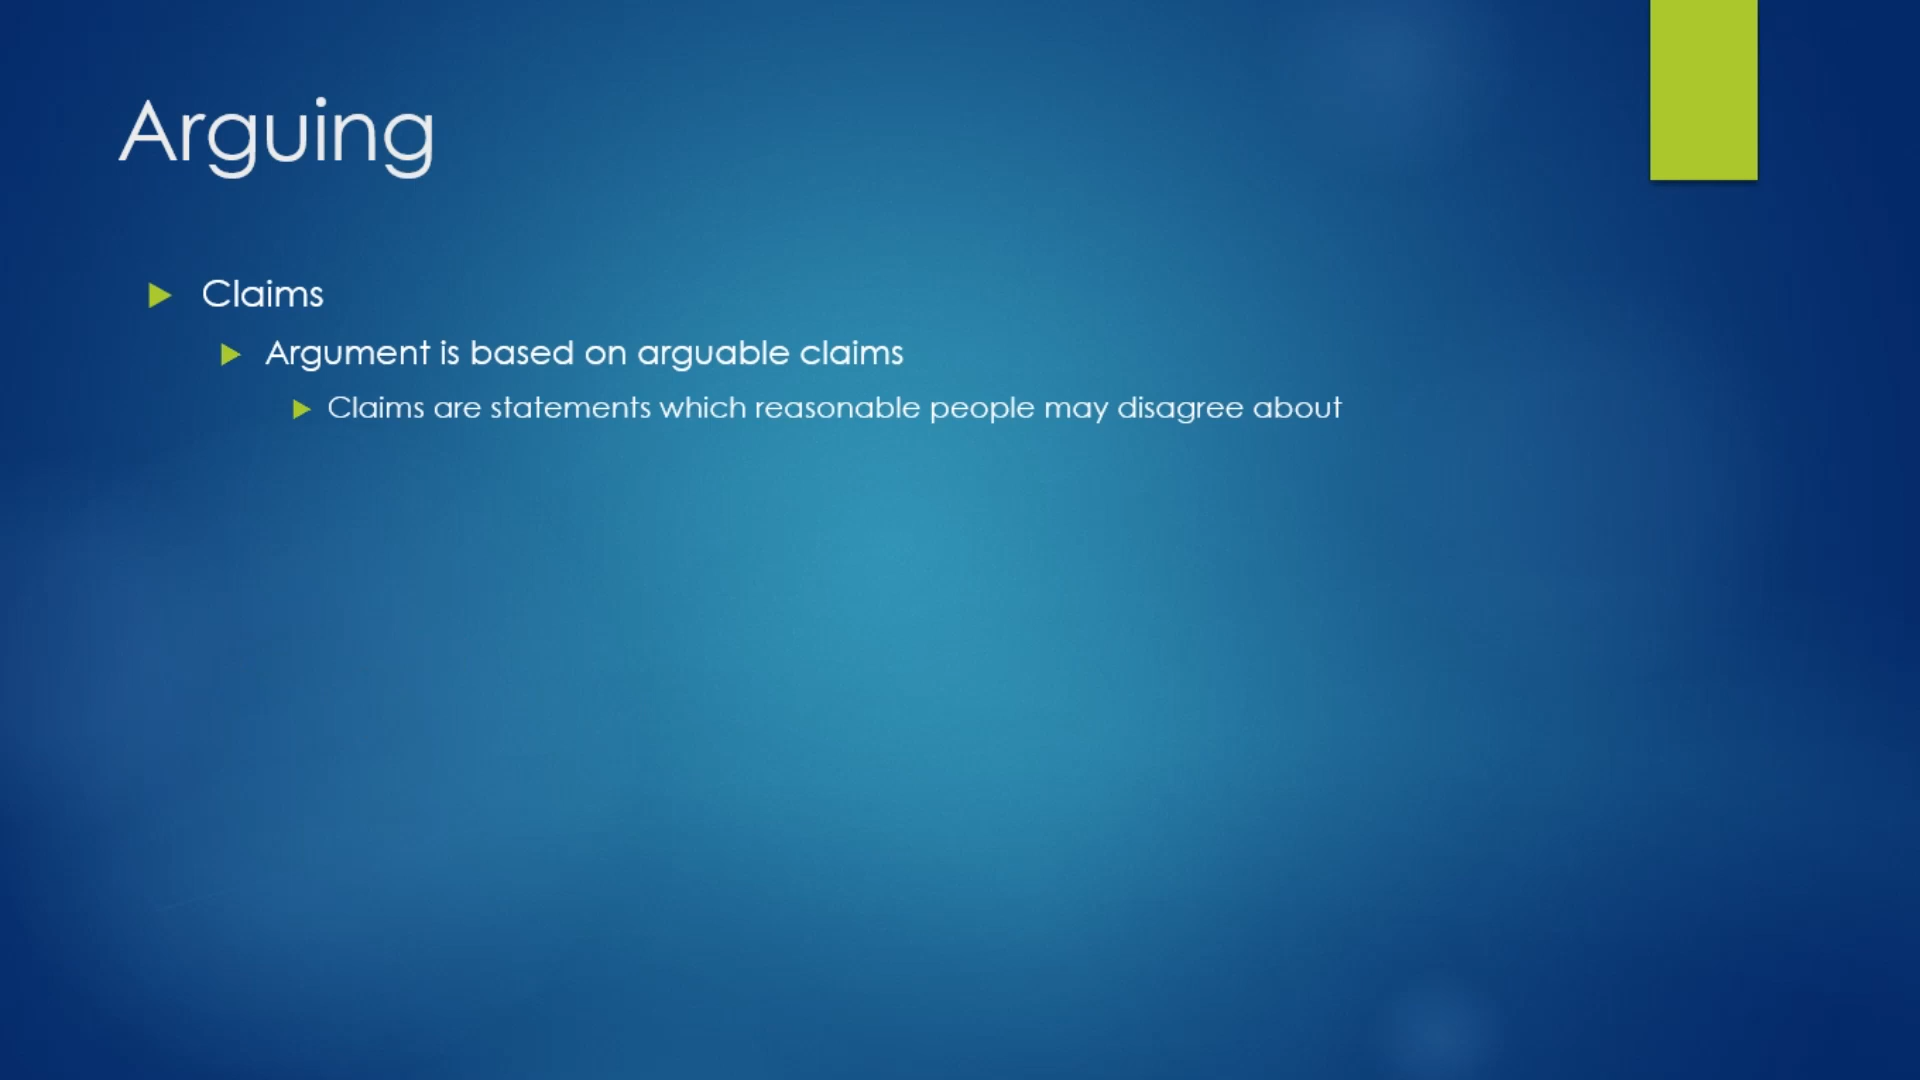 Arguing
Claims
Argument is based on arguable claims
Claims are statements which reasonable people may disagree about